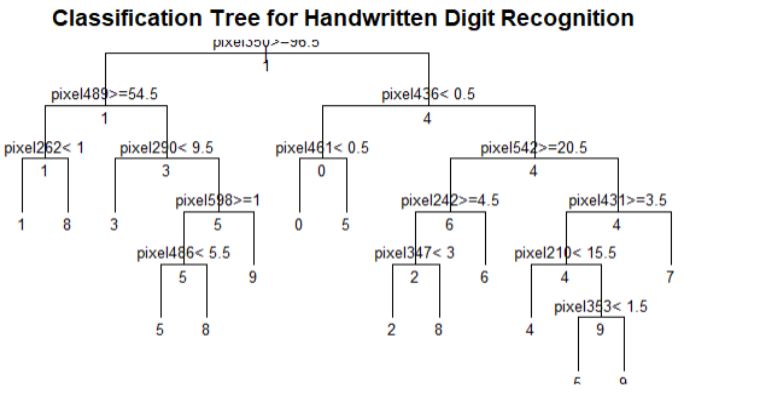 Classification Tree for Handwritten Digit Recognition
pixel350>=96.5
1
pixel489>=54.5 pixel436< 0.5
1 4
pixel262< 1 pixel290< 9.5 pixel461< 0.5 pixel542>=20.5
1 3 0 4
pixel598>=1 pixel242>=4.5 pixel431>=3.5
1 8 3 5 0 5 6 4
pixel486< 5.5 pixel347< 3 pixel210< 15.5
5 9 2 6 4 7
pixel353< 1.5
5 8 2 8 4 9
5 9